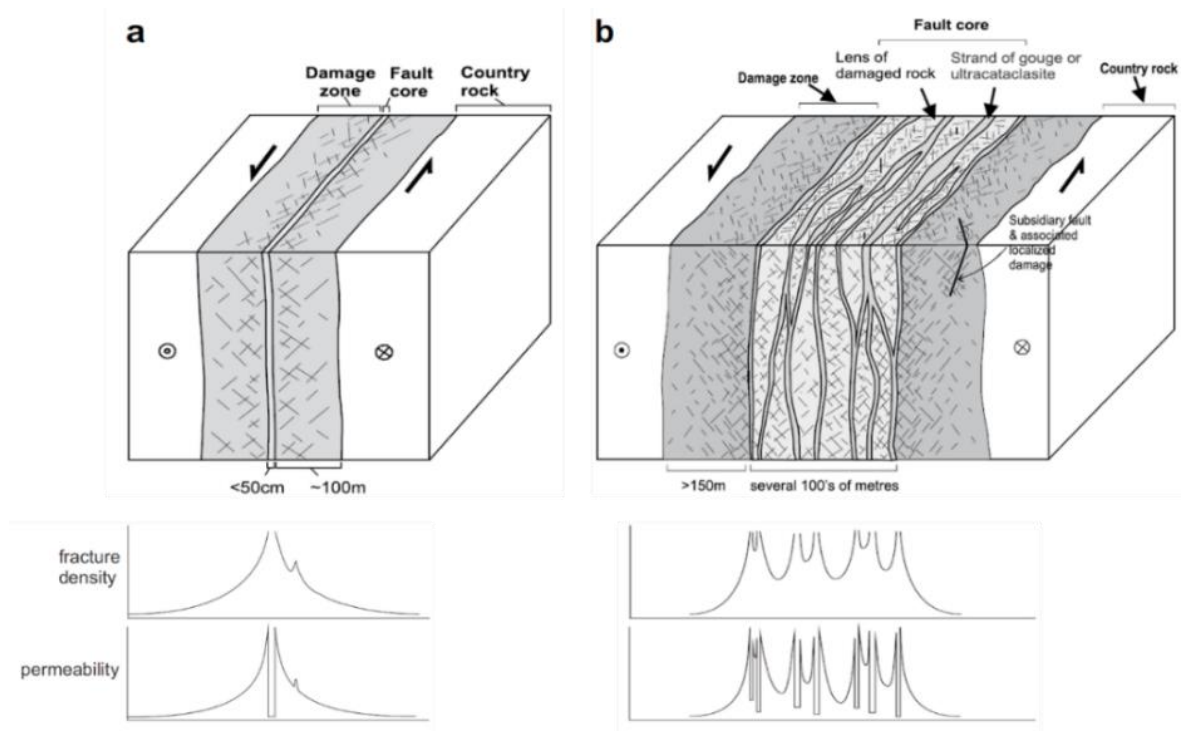 a
Damage
zone
Fault
core
Country
rock
<50cm
~100m
b
Fault core
Lens of
damaged rock
Strand of gouge or
ultracataclasite
Damage zone
Country rock
Subsidiary fault
& associated
localized
damage
>150m
several 100's of metres
fracture
density
permeability